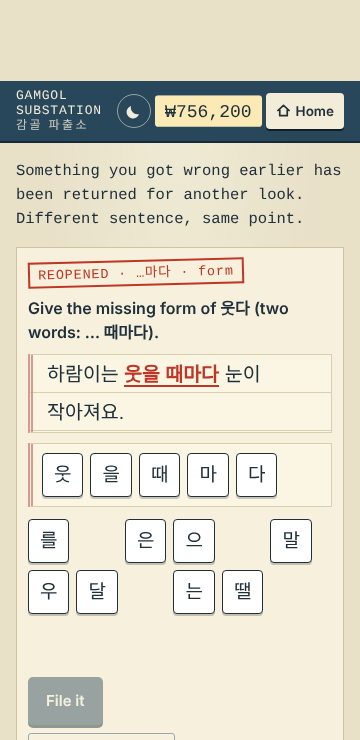 GAMGOL
SUBSTATION
감골 파출소
₩756,200
Home
Something you got wrong earlier has
been returned for another look.
Different sentence, same point.
REOPENED · …마다 · form
Give the missing form of 웃다 (two
words: … 때마다).
하람이는 웃을 때마다 눈이
작아져요.
웃 을 때 마 다
를 은 으 말
우 달 는 땔
File it